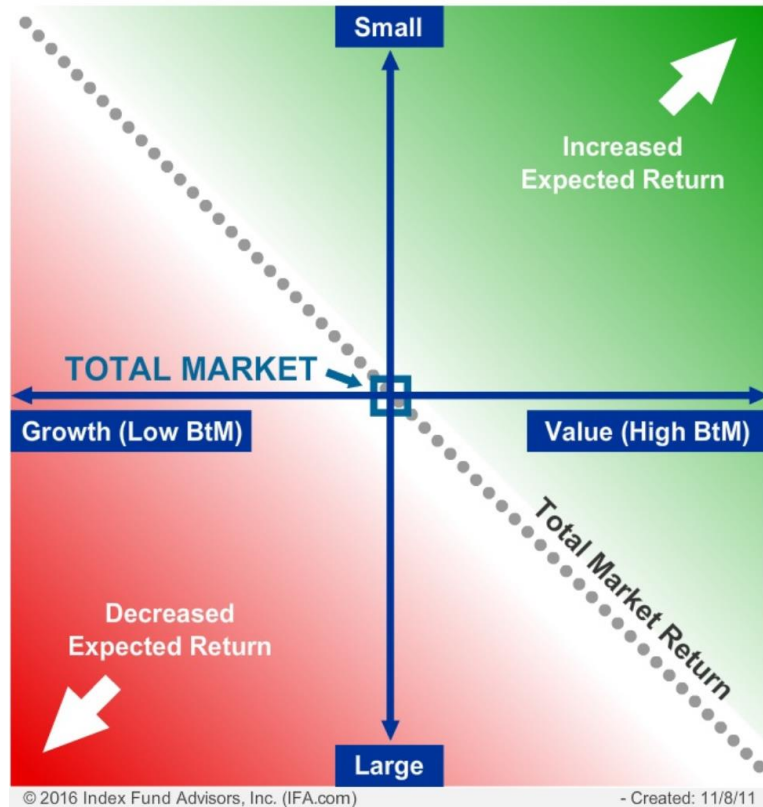 Small
Increased
Expected Return
TOTAL MARKET
Growth (Low BtM)
Value (High BtM)
Total Market Return
Decreased
Expected Return
Large
© 2016 Index Fund Advisors, Inc. (IFA.com)
- Created: 11/8/11